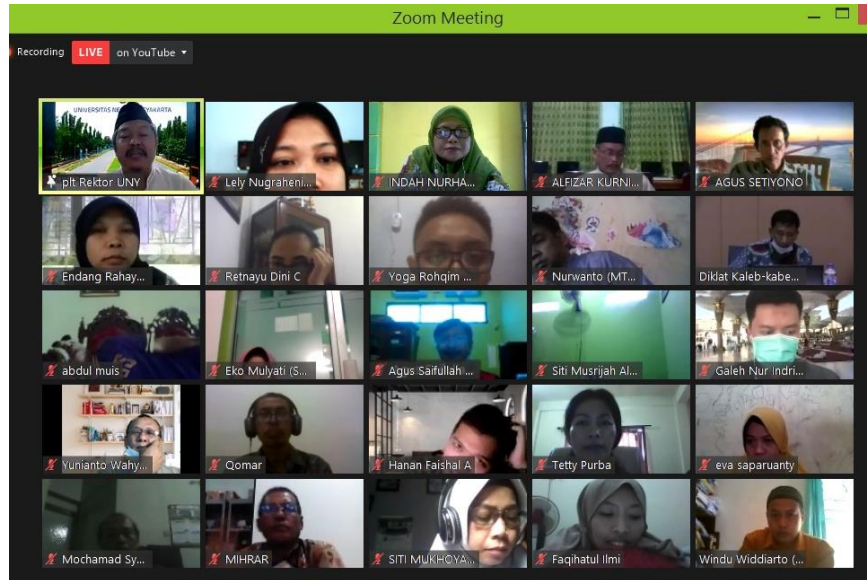 Zoom Meeting
Recording LIVE on YouTube
UNIVERSITAS NE
plt Rektor UNY
Lely Nugraheni...
INDAH NURHA...
ALFIZAR KURNI...
AGUS SETIYONO
Endang Rahay...
Retnayu Dini C
Yoga Rohqim ...
Nurwanto (MT...
Diklat Kaleb-kabe...
abdul muis
Eko Mulyati (S...
Agus Saifullah ...
Siti Musrijah Al...
Galeh Nur Indri...
Yunianto Wahy...
Qomar
Hanan Faishal A
Tetty Purba
eva saparuanty
Mochamad Sy...
MIHRAR
SITI MUKHOYA...
Faqihatul Ilmi
Windu Widdiarto (...